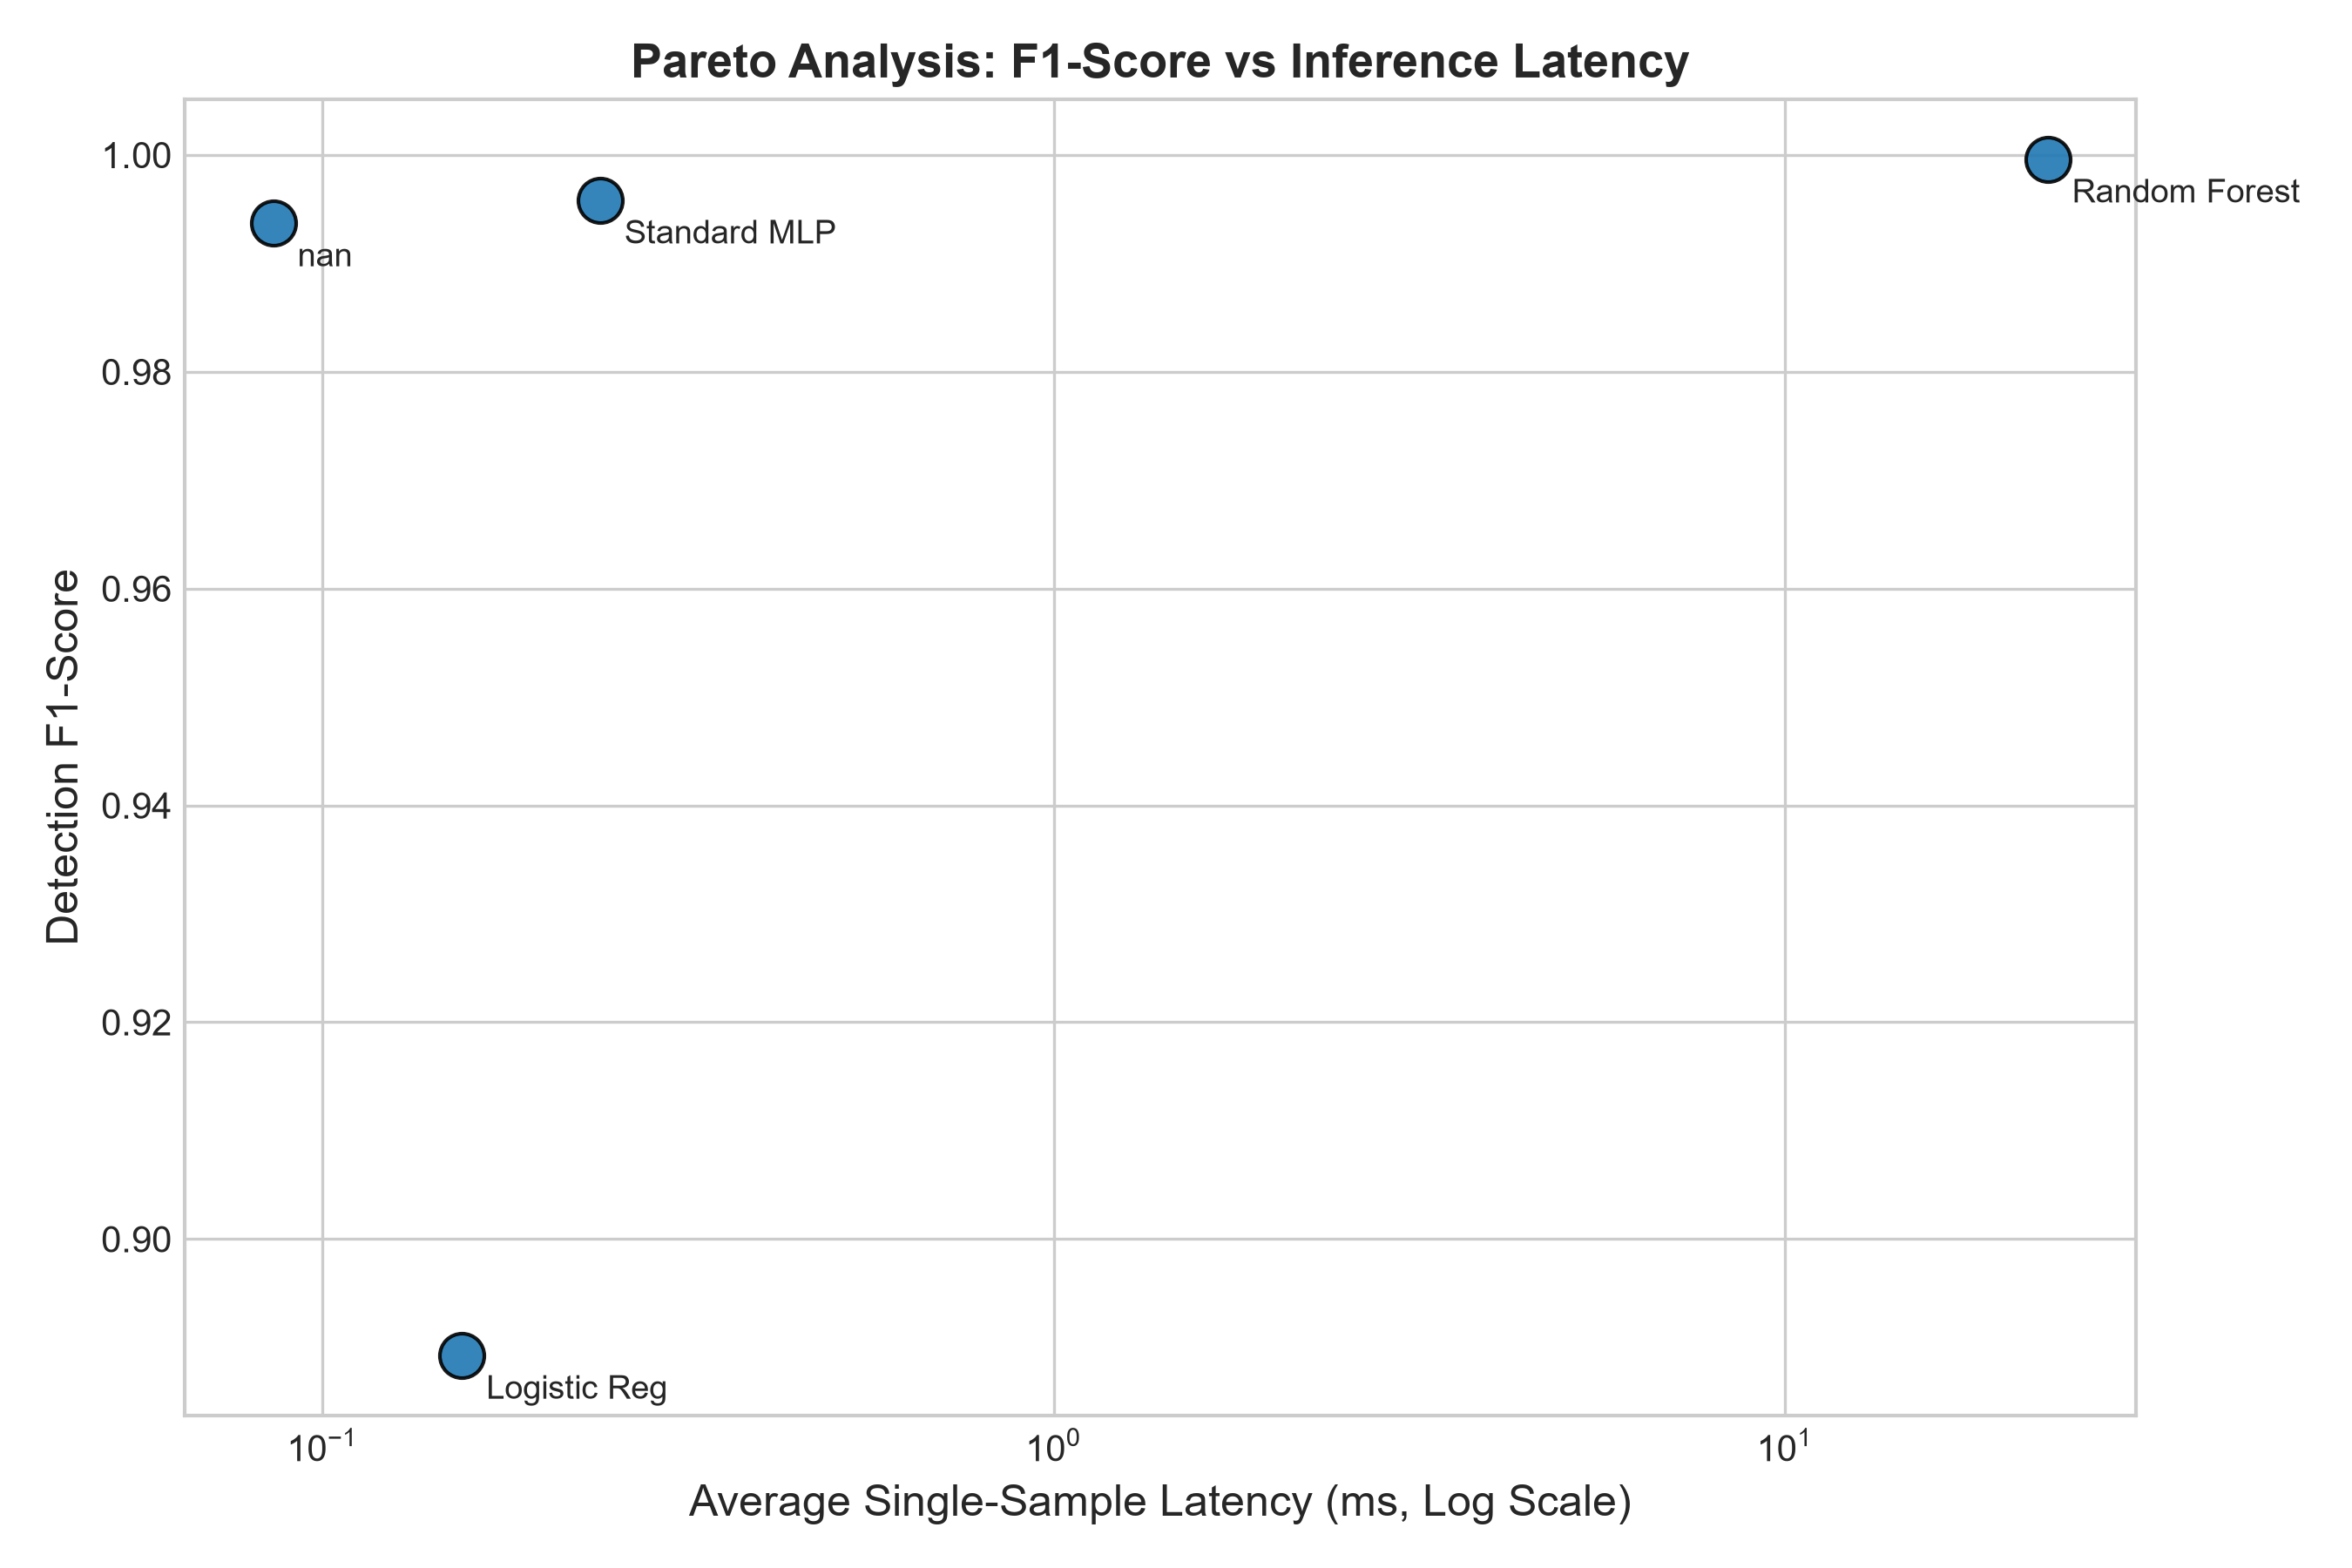 Pareto Analysis: F1-Score vs Inference Latency
1.00
0.98
0.96
0.94
0.92
0.90
Detection F1-Score
nan
Standard MLP
Random Forest
Logistic Reg
10⁻¹
10⁰
10¹
Average Single-Sample Latency (ms, Log Scale)